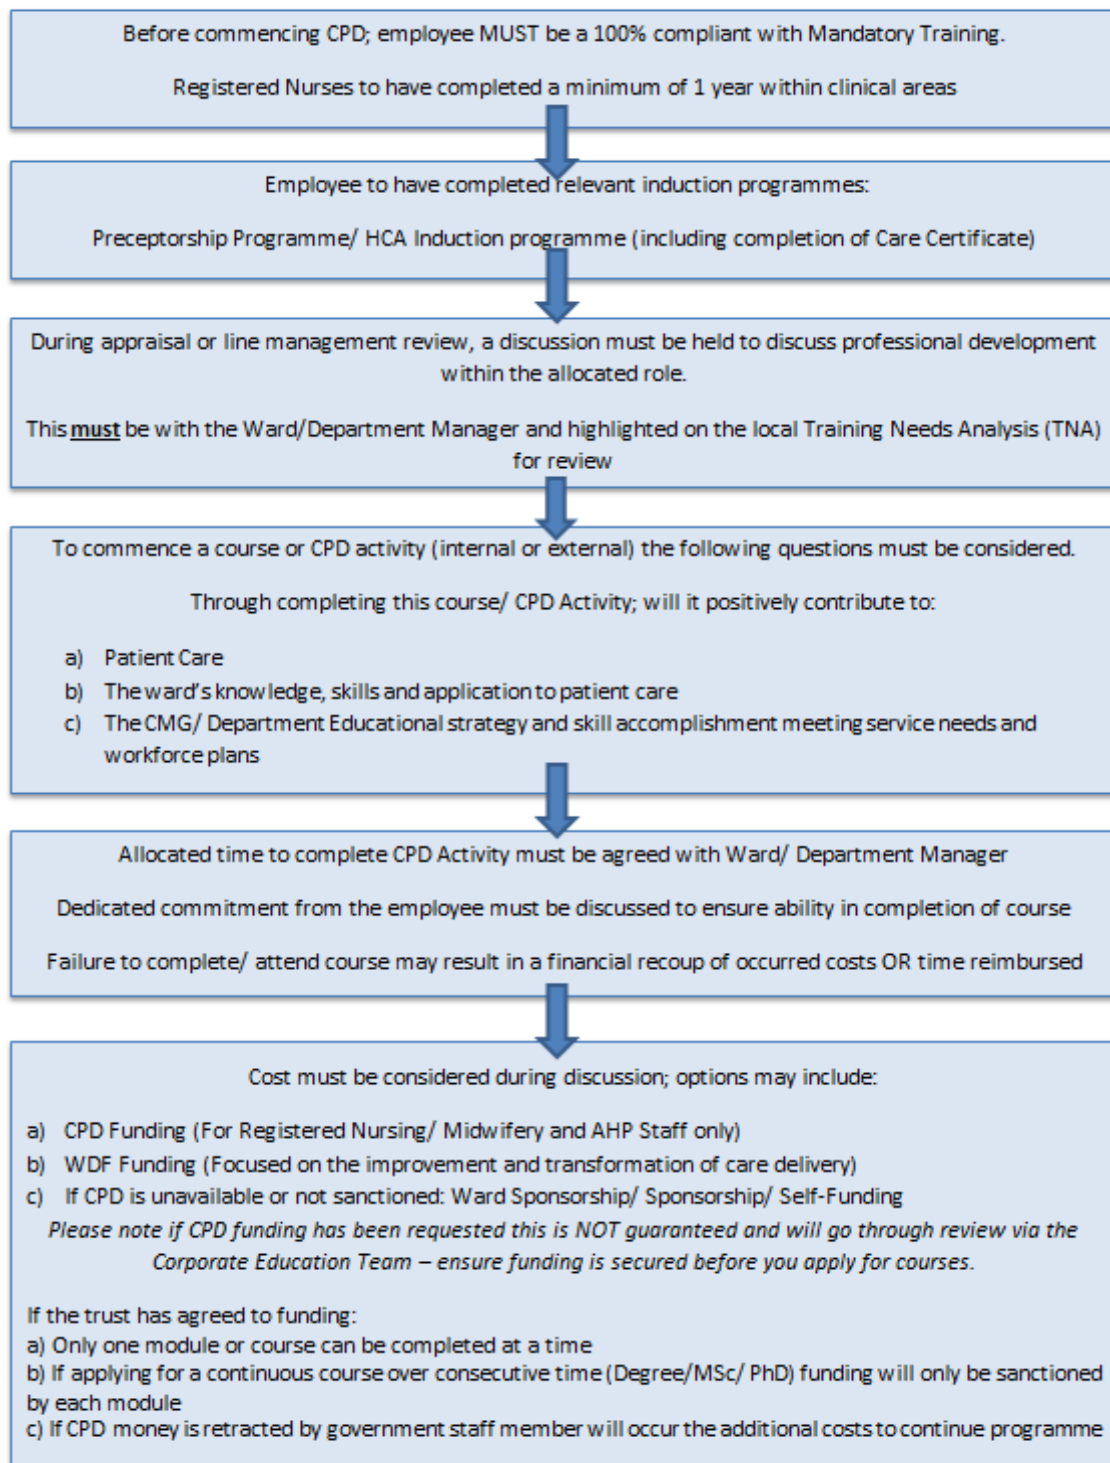 Before commencing CPD; employee MUST be a 100% compliant with Mandatory Training.
Registered Nurses to have completed a minimum of 1 year within clinical areas
Employee to have completed relevant induction programmes:
Preceptorship Programme/ HCA Induction programme (including completion of Care Certificate)
During appraisal or line management review, a discussion must be held to discuss professional development
within the allocated role.
This must be with the Ward/Department Manager and highlighted on the local Training Needs Analysis (TNA)
for review
To commence a course or CPD activity (internal or external) the following questions must be considered.
Through completing this course/ CPD Activity; will it positively contribute to:
a) Patient Care
b) The ward's knowledge, skills and application to patient care
c) The CMG/ Department Educational strategy and skill accomplishment meeting service needs and
workforce plans
Allocated time to complete CPD Activity must be agreed with Ward/ Department Manager
Dedicated commitment from the employee must be discussed to ensure ability in completion of course
Failure to complete/ attend course may result in a financial recoup of occurred costs OR time reimbursed
Cost must be considered during discussion; options may include:
a) CPD Funding (For Registered Nursing/ Midwifery and AHP Staff only)
b) WDF Funding (Focused on the improvement and transformation of care delivery)
c) If CPD is unavailable or not sanctioned: Ward Sponsorship/ Sponsorship/ Self-Funding
Please note if CPD funding has been requested this is NOT guaranteed and will go through review via the
Corporate Education Team – ensure funding is secured before you apply for courses.
If the trust has agreed to funding:
a) Only one module or course can be completed at a time
b) If applying for a continuous course over consecutive time (Degree/MSc/ PhD) funding will only be sanctioned
by each module
c) If CPD money is retracted by government staff member will occur the additional costs to continue programme